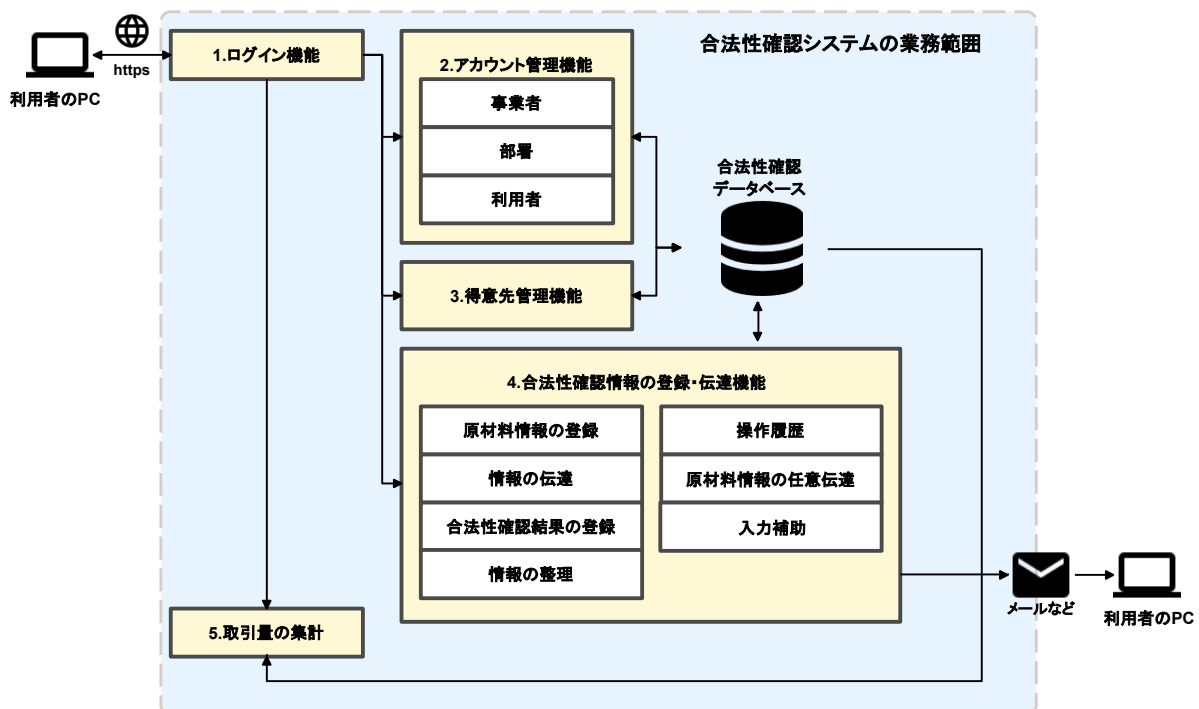 合法性確認システムの業務範囲
https
利用者のPC
1.ログイン機能
2.アカウント管理機能
事業者
部署
利用者
合法性確認
データベース
3.得意先管理機能
4.合法性確認情報の登録・伝達機能
原材料情報の登録
情報の伝達
合法性確認結果の登録
情報の整理
操作履歴
原材料情報の任意伝達
入力補助
メールなど
利用者のPC
5.取引量の集計